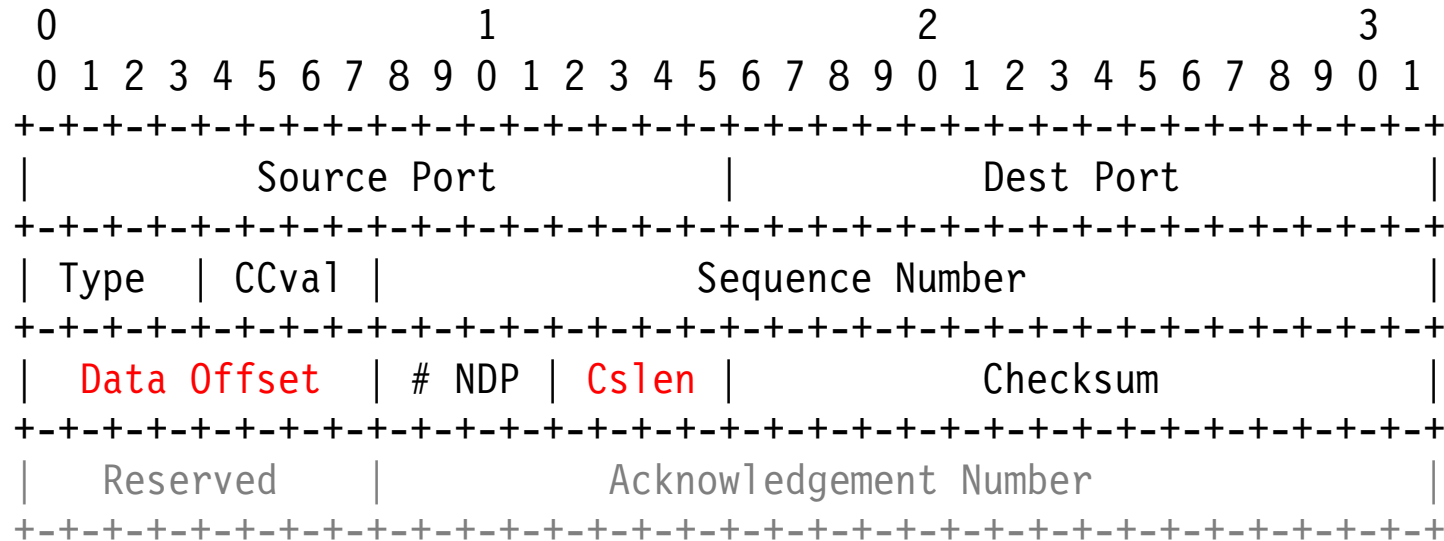 0                   1                   2                   3
 0 1 2 3 4 5 6 7 8 9 0 1 2 3 4 5 6 7 8 9 0 1 2 3 4 5 6 7 8 9 0 1
+-+-+-+-+-+-+-+-+-+-+-+-+-+-+-+-+-+-+-+-+-+-+-+-+-+-+-+-+-+-+-+-+
|          Source Port          |           Dest Port           |
+-+-+-+-+-+-+-+-+-+-+-+-+-+-+-+-+-+-+-+-+-+-+-+-+-+-+-+-+-+-+-+-+
| Type  | CCval |              Sequence Number                  |
+-+-+-+-+-+-+-+-+-+-+-+-+-+-+-+-+-+-+-+-+-+-+-+-+-+-+-+-+-+-+-+-+
|  Data Offset  | # NDP | Cslen |           Checksum            |
+-+-+-+-+-+-+-+-+-+-+-+-+-+-+-+-+-+-+-+-+-+-+-+-+-+-+-+-+-+-+-+-+
|   Reserved    |          Acknowledgement Number               |
+-+-+-+-+-+-+-+-+-+-+-+-+-+-+-+-+-+-+-+-+-+-+-+-+-+-+-+-+-+-+-+-+